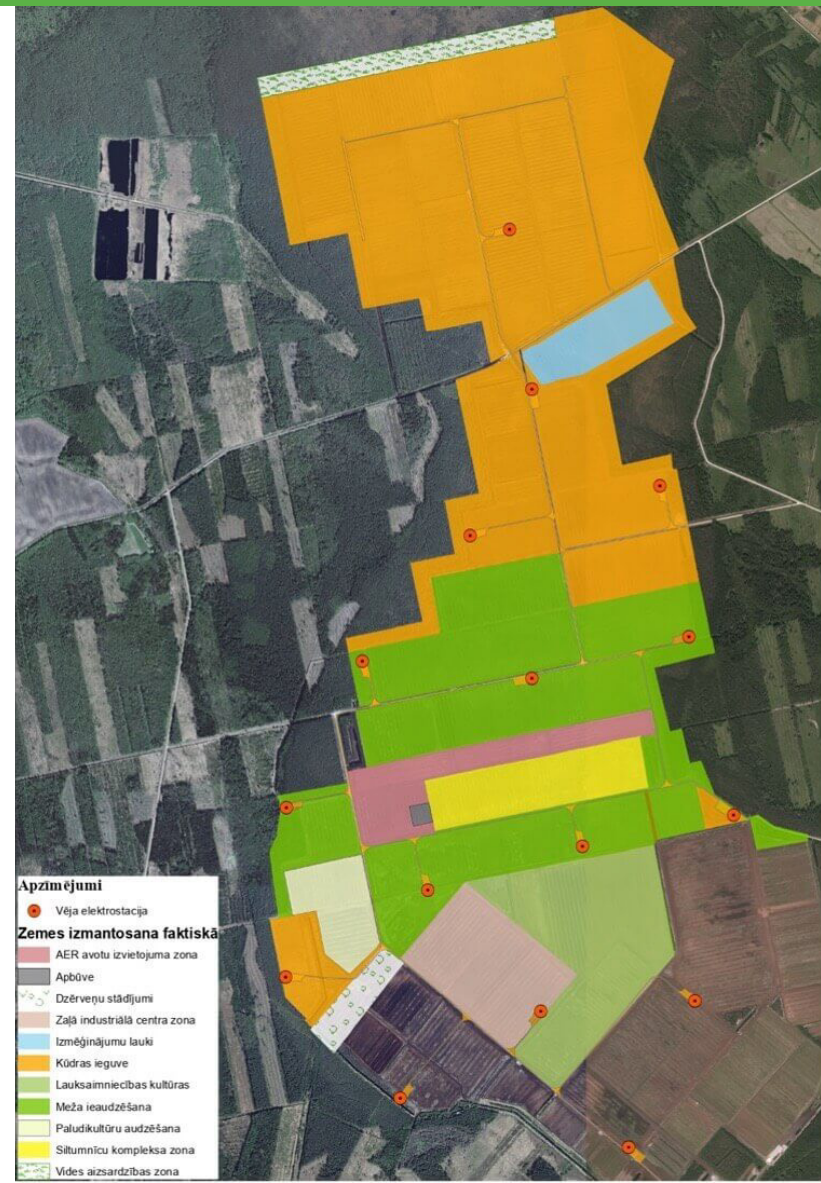 Apzīmējumi
Vēja elektrostacija
Zemes izmantosana faktiskā
AER avotu izvietojuma zona
Apbūve
Dzērveņu stādījumi
Zaļā industriālā centra zona
Izmēģinājumu lauki
Kūdras ieguve
Lauksaimniecības kultūras
Meža ieaudzēšana
Paludikultūru audzēšana
Siltumnīcu kompleksa zona
Vides aizsardzības zona